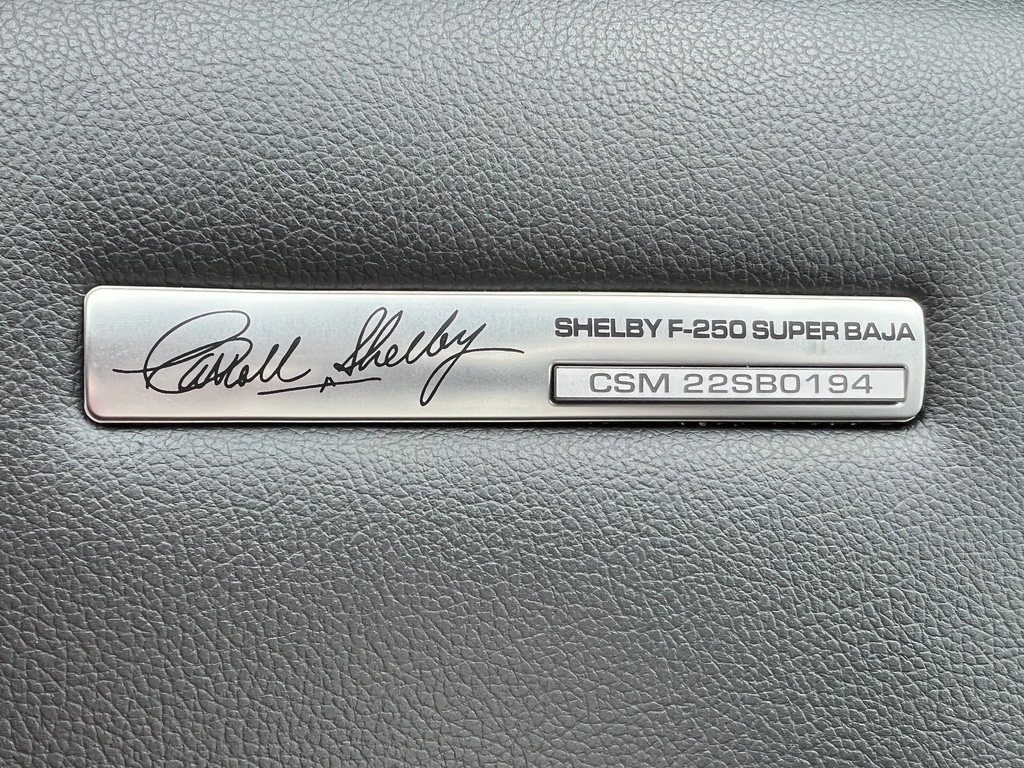 Carroll Shelby
SHELBY F-250 SUPER BAJA
CSM 22SB0194